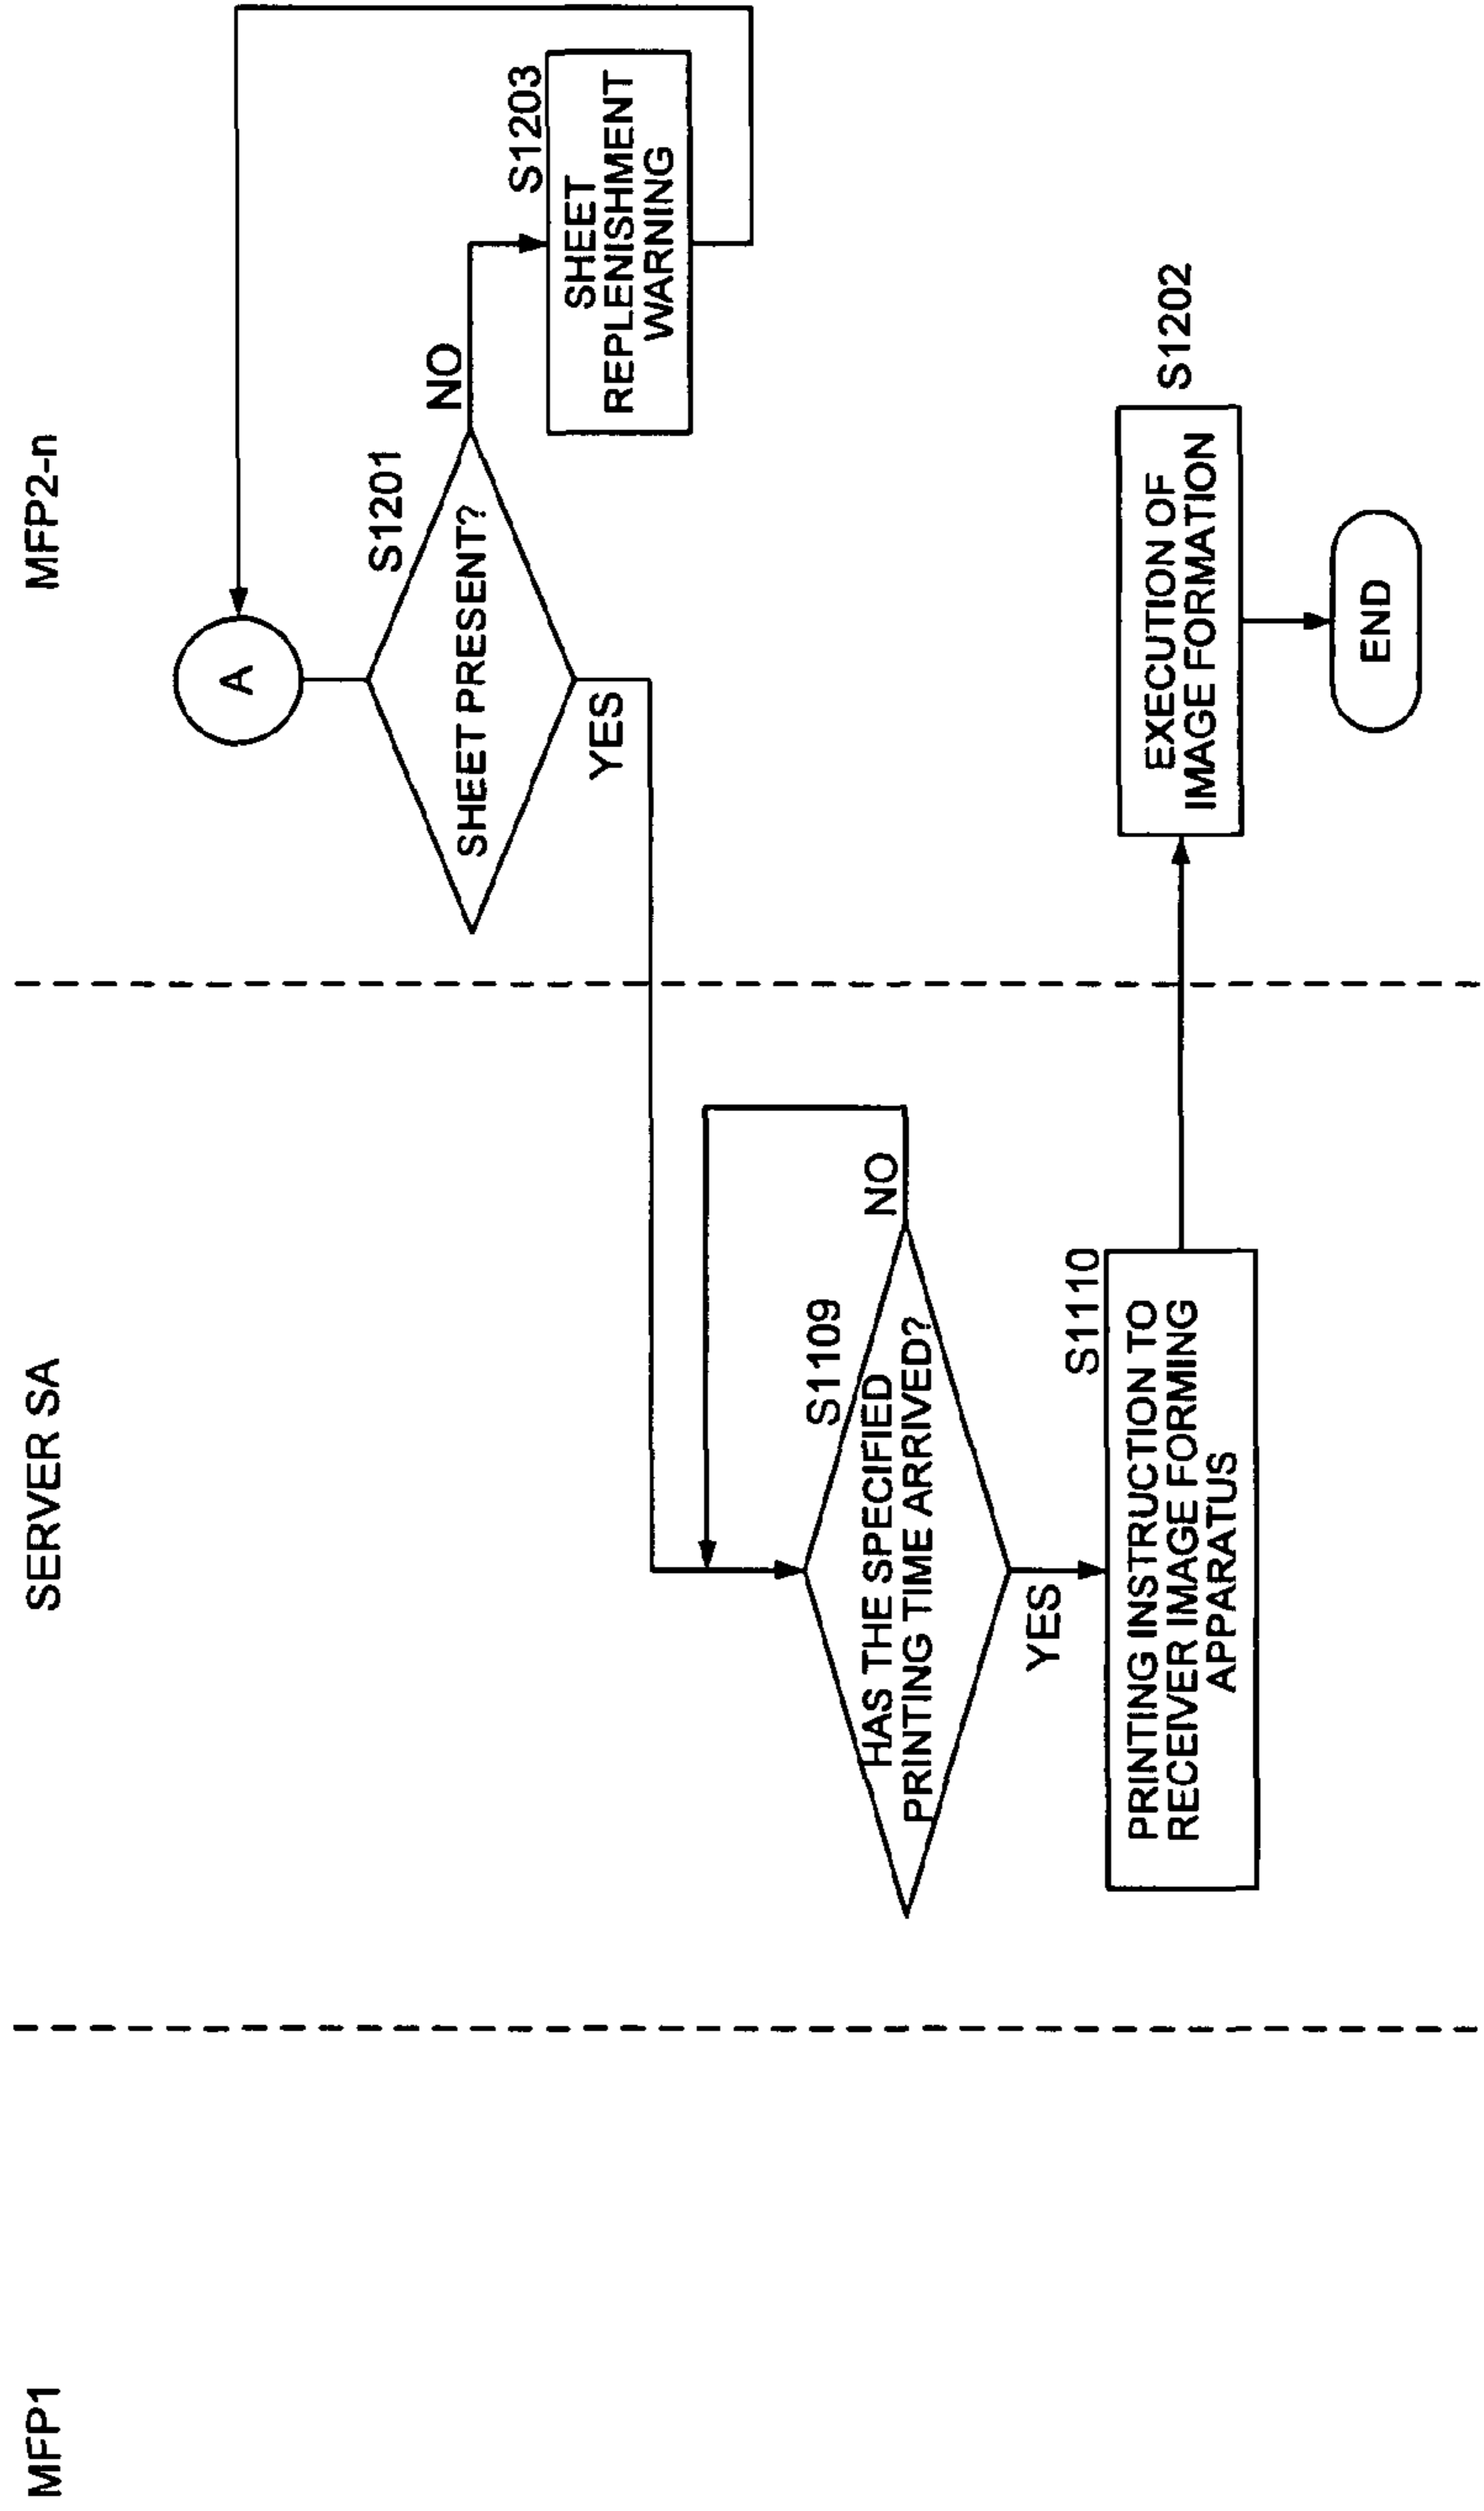 MFP1
SERVER SA
MFP2-n
A
S1201
SHEET PRESENT?
NO
YES
S1203
SHEET
REPLENISHMENT
WARNING
S1109
HAS THE SPECIFIED
PRINTING TIME ARRIVED?
NO
YES
S1110
PRINTING INSTRUCTION TO
RECEIVER IMAGE FORMING
APPARATUS
S1202
EXECUTION OF
IMAGE FORMATION
END